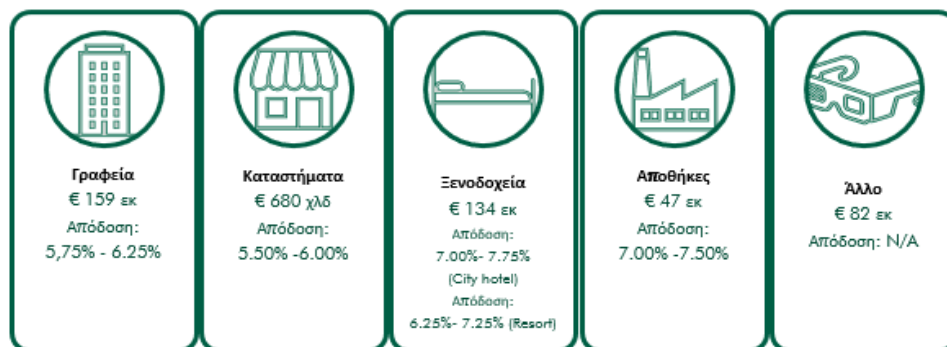 Γραφεία
€ 159 εκ
Απόδοση:
5,75% - 6.25%
Καταστήματα
€ 680 χλδ
Απόδοση:
5.50% -6.00%
Ξενοδοχεία
€ 134 εκ
Απόδοση:
7.00%- 7.75%
(City hotel)
Απόδοση:
6.25%- 7.25% (Resort)
Αποθήκες
€ 47 εκ
Απόδοση:
7.00% -7.50%
Άλλο
€ 82 εκ
Απόδοση: N/A